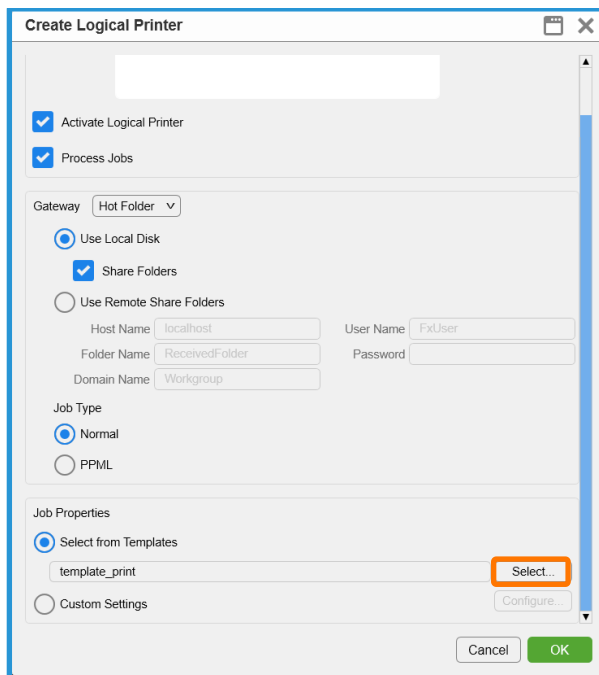 Create Logical Printer
Activate Logical Printer
Process Jobs
Gateway Hot Folder
Use Local Disk
Share Folders
Use Remote Share Folders
Host Name localhost User Name FxUser
Folder Name ReceivedFolder Password
Domain Name Workgroup
Job Type
Normal
PPML
Job Properties
Select from Templates
template_print Select...
Custom Settings Configure...
Cancel OK